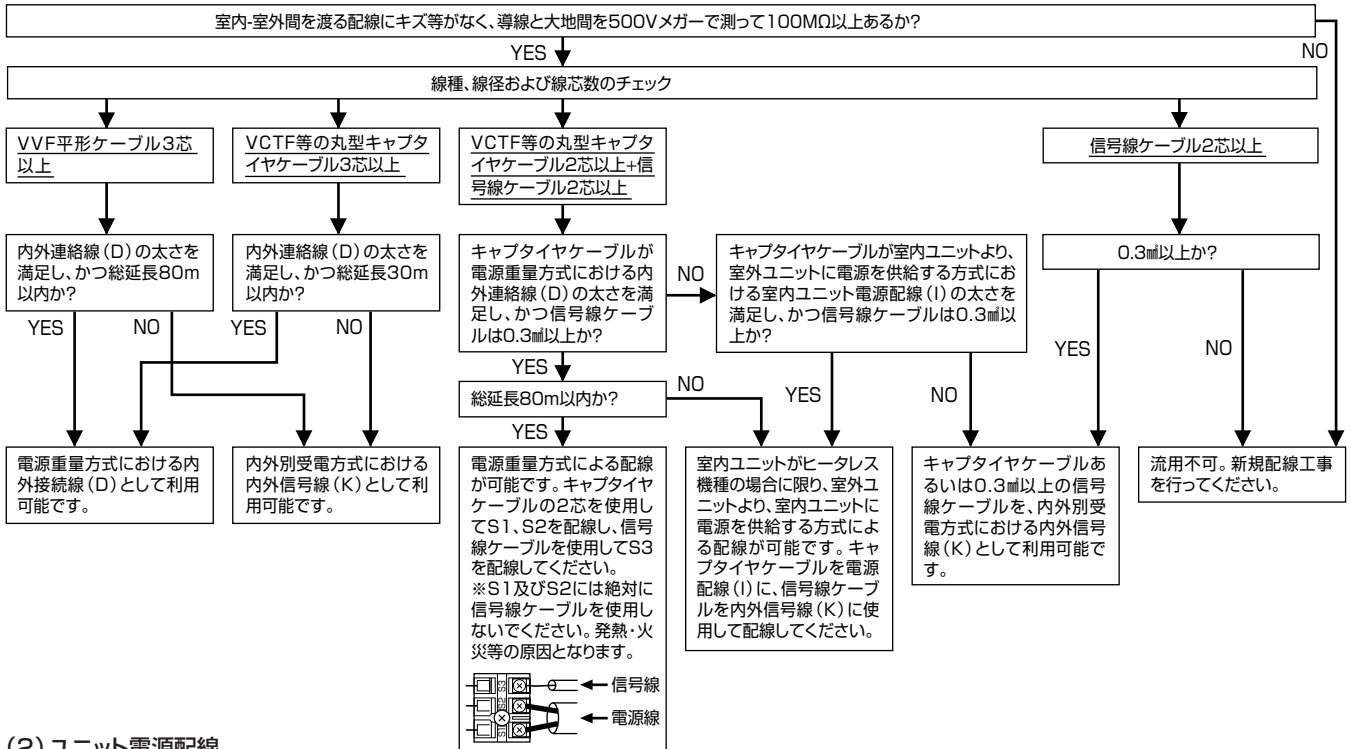 室内-室外間を渡る配線にキズ等がなく、導線と大地間を500Vメガーで測って100MΩ以上あるか?
YES
NO
線種、線径および線芯数のチェック
VVF平形ケーブル3芯
以上
VCTF等の丸型キャプタ
イヤケーブル3芯以上
VCTF等の丸型キャプタ
イヤケーブル2芯以上+信
号線ケーブル2芯以上
信号線ケーブル2芯以上
内外連絡線(D)の太さを
満足し、かつ総延長80m
以内か?
内外連絡線(D)の太さを
満足し、かつ総延長30m
以内か?
キャプタイヤケーブルが
電源重量方式における内
外連絡線(D)の太さを満
足し、かつ信号線ケーブ
ルは0.3㎟以上か?
NO
キャプタイヤケーブルが室内ユニットより、
室外ユニットに電源を供給する方式にお
ける室内ユニット電源配線(I)の太さを
満足し、かつ信号線ケーブルは0.3㎟以
上か?
0.3㎟以上か?
YES
NO
YES
NO
YES
総延長80m以内か?
NO
YES
YES
NO
YES
NO
電源重量方式における内
外接続線(D)として利用
可能です。
内外別受電方式における
内外信号線(K)として利
用可能です。
電源重量方式による配線
が可能です。キャプタイヤ
ケーブルの2芯を使用し
てS1、S2を配線し、信号
線ケーブルを使用してS3
を配線してください。
※S1及びS2には絶対に
信号線ケーブルを使用し
ないでください。発熱・火
災等の原因となります。
S3
S2
S1
信号線
電源線
室内ユニットがヒータレス
機種の場合に限り、室外ユ
ニットより、室内ユニットに
電源を供給する方式によ
る配線が可能です。キャ
プタイヤケーブルを電源
配線(I)に、信号線ケーブ
ルを内外信号線(K)に使
用して配線してください。
キャプタイヤケーブルあ
るいは0.3㎟以上の信号
線ケーブルを、内外別受
電方式における内外信号
線(K)として利用可能で
す。
流用不可。新規配線工事
を行ってください。
(2)ユニット電源配線